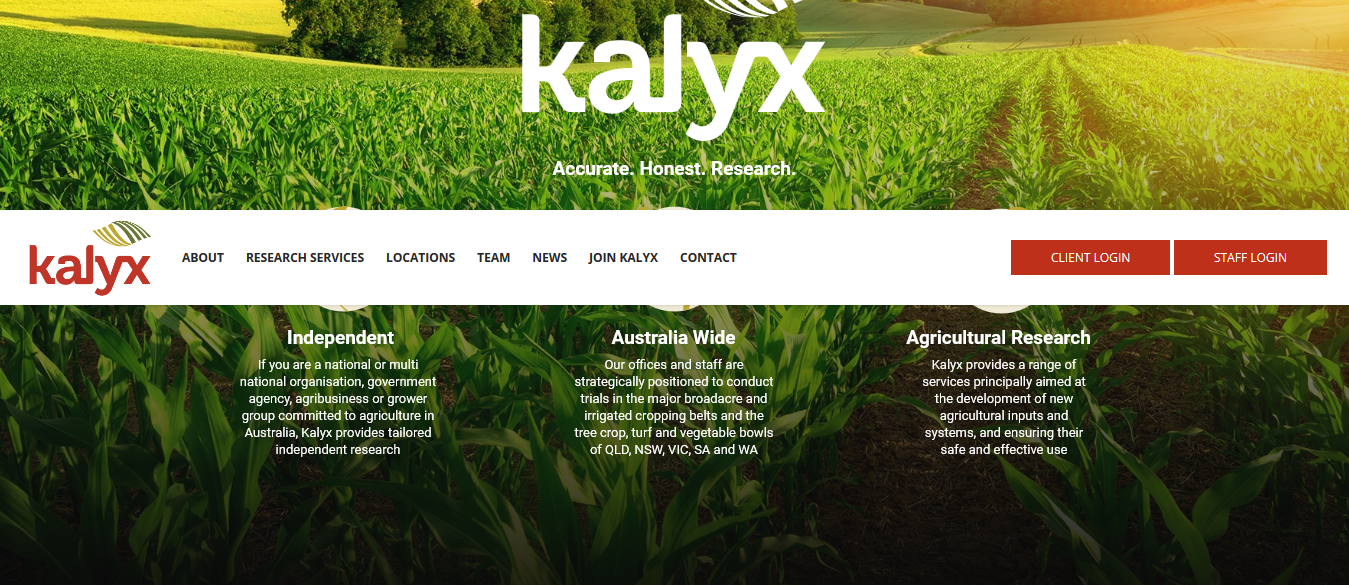 kalyx
Accurate. Honest. Research.
kalyx
ABOUT RESEARCH SERVICES LOCATIONS TEAM NEWS JOIN KALYX CONTACT CLIENT LOGIN STAFF LOGIN
Independent
If you are a national or multi
national organisation, government
agency, agribusiness or grower
group committed to agriculture in
Australia, Kalyx provides tailored
independent research
Australia Wide
Our offices and staff are
strategically positioned to conduct
trials in the major broadacre and
irrigated cropping belts and the
tree crop, turf and vegetable bowls
of QLD, NSW, VIC, SA and WA
Agricultural Research
Kalyx provides a range of
services principally aimed at
the development of new
agricultural inputs and
systems, and ensuring their
safe and effective use